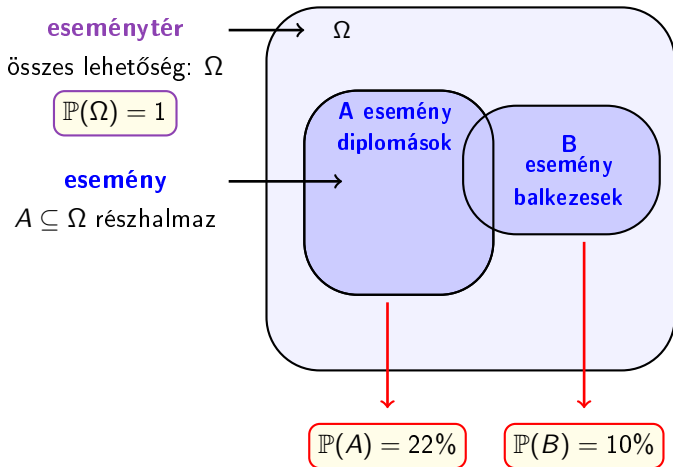 eseménytér
összes lehetőség: Ω
ℙ(Ω) = 1
esemény
A ⊆ Ω részhalmaz
Ω
A esemény
diplomások
B
esemény
balkezesek
ℙ(A) = 22%
ℙ(B) = 10%